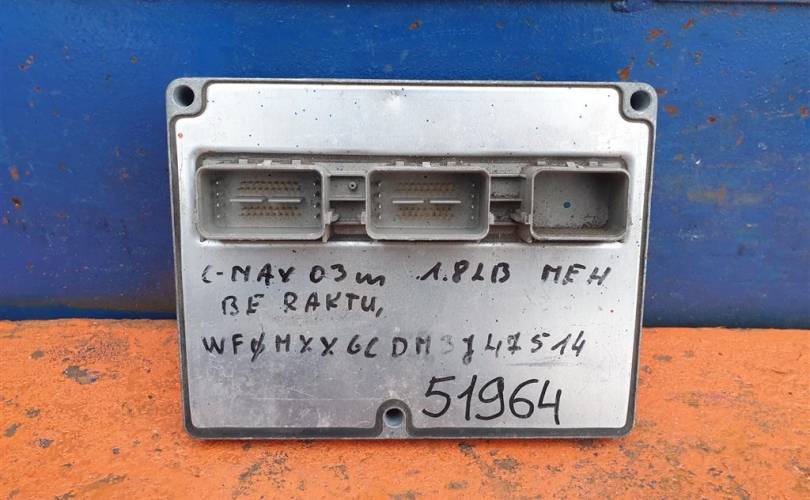 C-MAX 03m 1.8LB MEH
BE RAKTU,
WFØMXXGCDM3J47514
51964